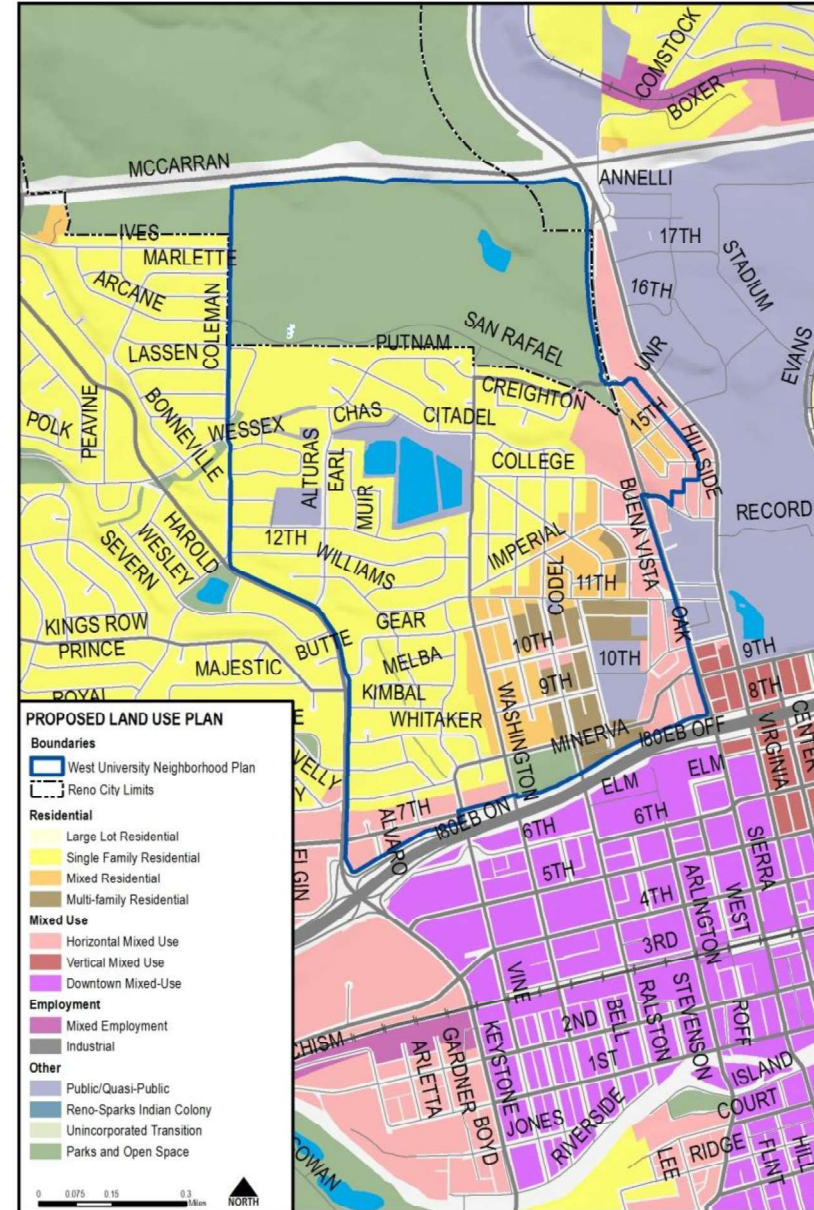 COMSTOCK
BOXER
MCCARRAN
ANNELLI
17TH
IVES
MARLETTE
STADIUM
16TH
ARCANE
COLEMAN
EVANS
SAN RAFAEL
UNR
PUTNAM
LASSEN
CREIGHTON
BONNEVILLE
CHAS
CITADEL
15TH
POLK
PEAVINE
WESSEX
HILLSIDE
ALTURAS
EARL
COLLEGE
MUIR
BUENA VISTA
RECORD
12TH
HAROLD
WESLEY
SEVERN
WILLIAMS
IMPERIAL
CODEL
11TH
KINGS ROW
GEAR
OAK
PRINCE
BUTTE
10TH
10TH
9TH
MAJESTIC
MELBA
9TH
8TH
KIMBAL
WASHINGTON
ROYAL
WHITAKER
MINERVA
I80EB OFF
VIRGINIA
CENTER
VELLY
7TH
ALVARO
I80EB ON
ELM
ELM
6TH
6TH
SIERRA
ELGIN
5TH
4TH
ARLINGTON
WEST
3RD
VINE
BELL
RALSTON
STEVENSON
ROFF
2ND
CHISM
KEYSTONE
1ST
ARLETTA
GARDNER
BOYD
ISLAND
COURT
JONES
RIVERSIDE
RIDGE
LEE
FLINT
HILL
COWAN
PROPOSED LAND USE PLAN
Boundaries
West University Neighborhood Plan
Reno City Limits
Residential
Large Lot Residential
Single Family Residential
Mixed Residential
Multi-family Residential
Mixed Use
Horizontal Mixed Use
Vertical Mixed Use
Downtown Mixed-Use
Employment
Mixed Employment
Industrial
Other
Public/Quasi-Public
Reno-Sparks Indian Colony
Unincorporated Transition
Parks and Open Space
0 0.075 0.15 0.3
Miles
NORTH